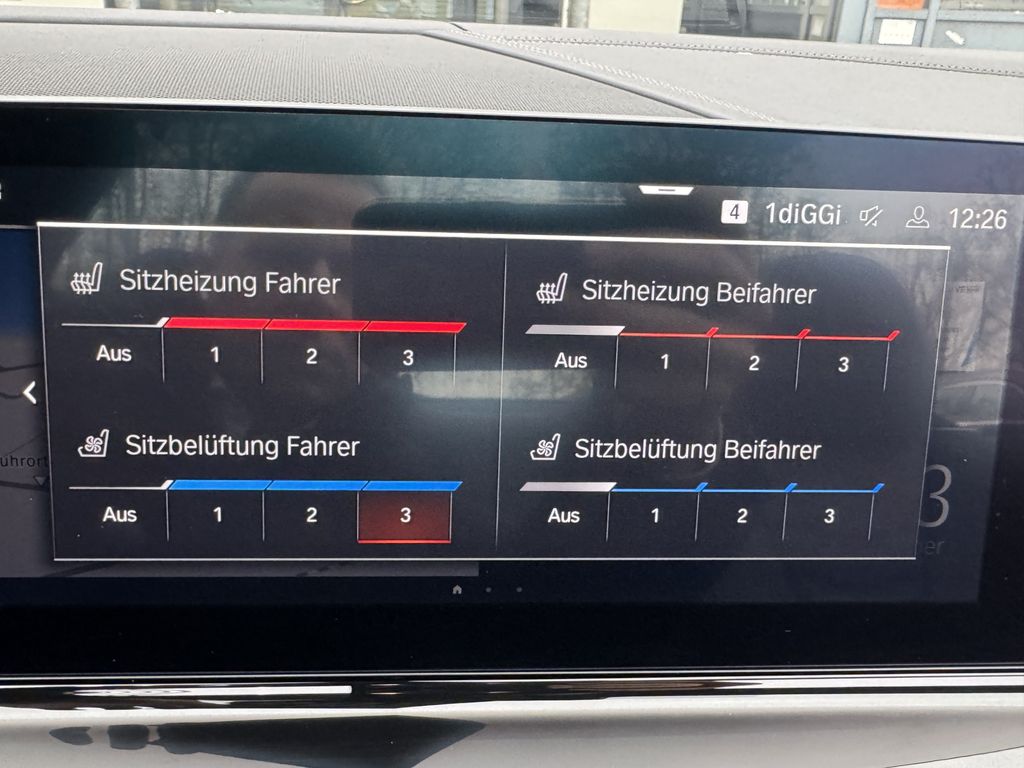 4 1diGGi 12:26
Sitzheizung Fahrer
Aus 1 2 3
Sitzheizung Beifahrer
Aus 1 2 3
Sitzbelüftung Fahrer
Aus 1 2 3
Sitzbelüftung Beifahrer
Aus 1 2 3